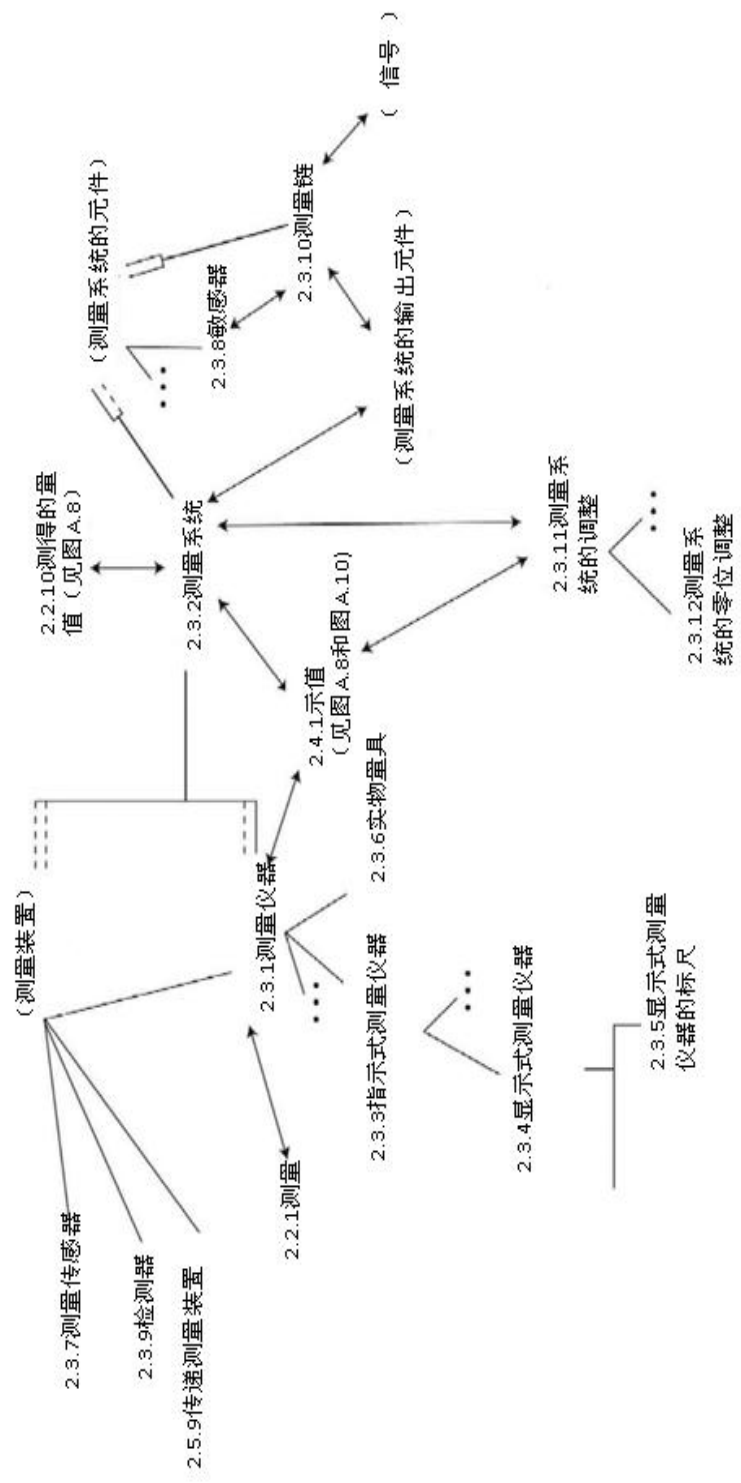 （测量装置）
2.3.7测量传感器
2.3.9检测器
2.5.9传递测量装置
2.2.10测得的量
值（见图A.8）
（测量系统的元件）
2.3.2测量系统
2.3.8敏感器
2.3.10测量链
（ 信号 ）
2.3.1测量仪器
2.2.1测量
2.4.1示值
（见图A.8和图A.10）
（测量系统的输出元件）
2.3.3指示式测量仪器
2.3.6实物量具
2.3.4显示式测量仪器
2.3.11测量系
统的调整
2.3.5显示式测量
仪器的标尺
2.3.12测量系
统的零位调整